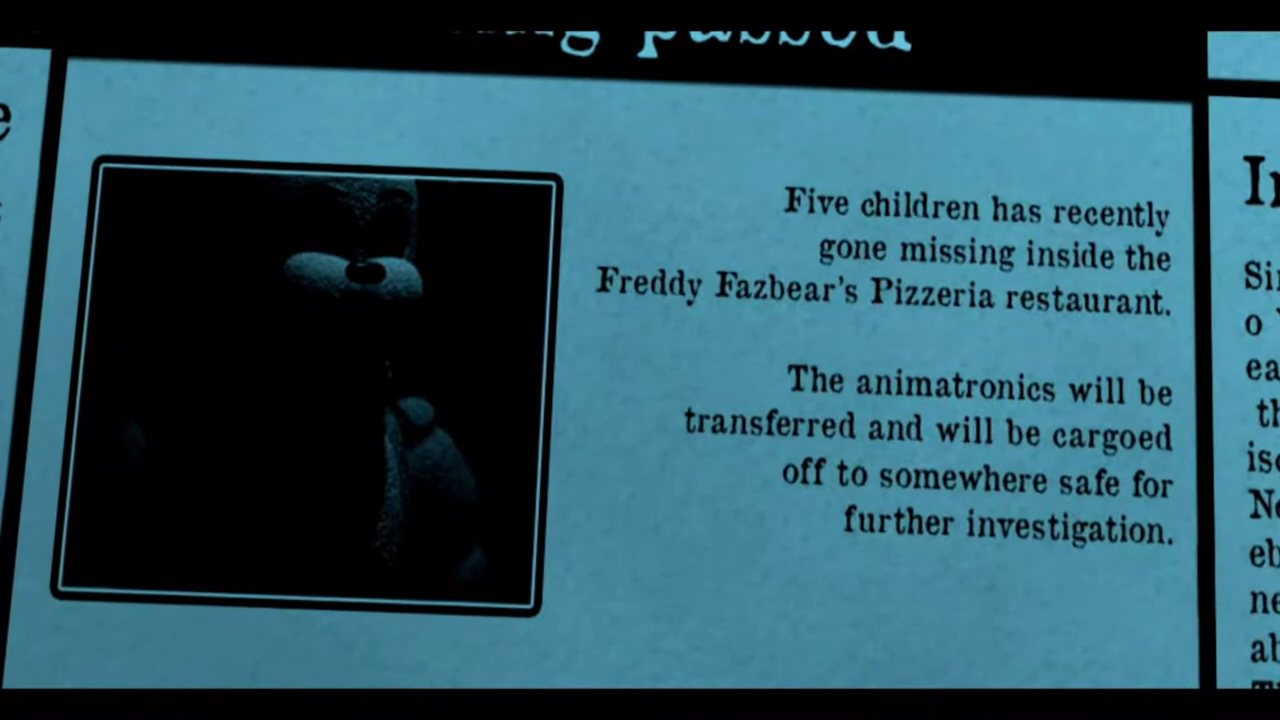 passed
Five children has recently
gone missing inside the
Freddy Fazbear's Pizzeria restaurant.
The animatronics will be
transferred and will be cargoed
off to somewhere safe for
further investigation.